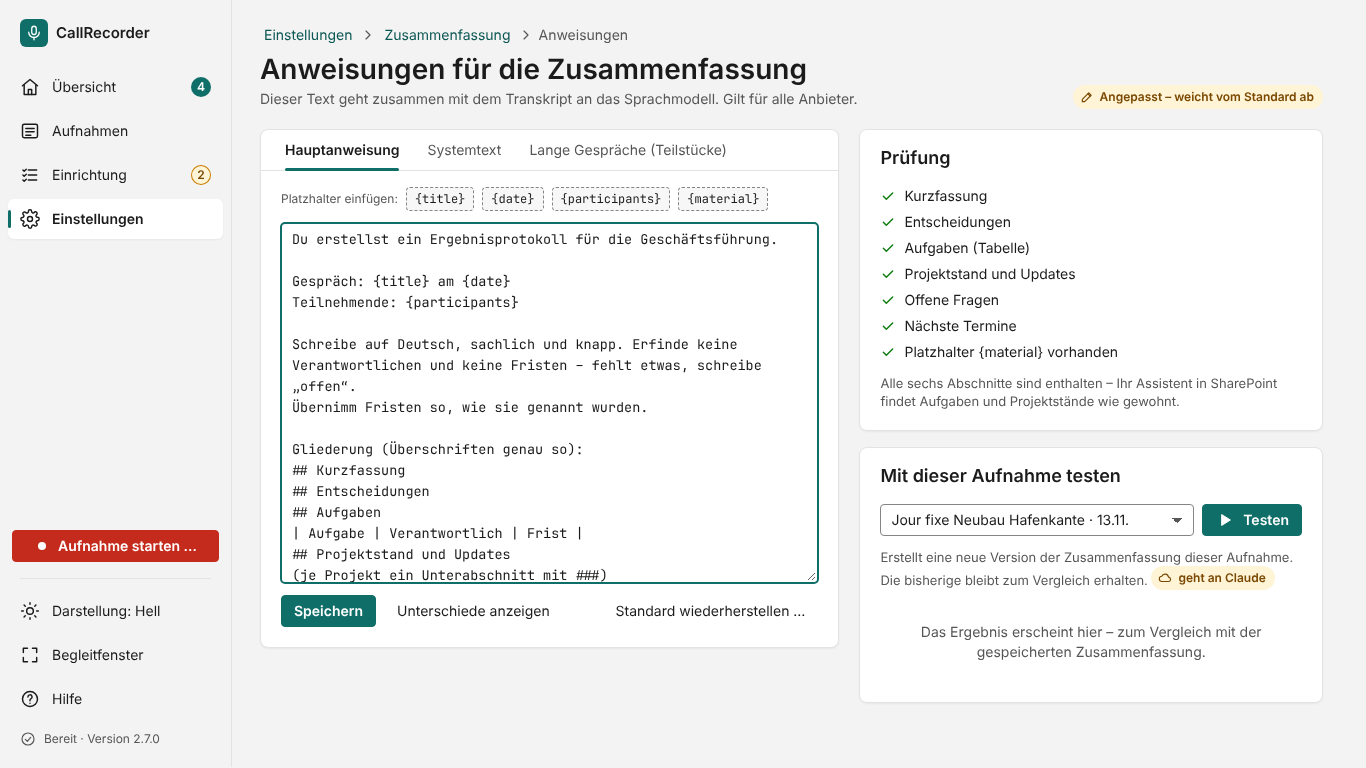 CallRecorder
Übersicht
4
Aufnahmen
Einrichtung
2
Einstellungen
Aufnahme starten ...
Darstellung: Hell
Begleitfenster
Hilfe
Bereit · Version 2.7.0
Einstellungen > Zusammenfassung > Anweisungen
Anweisungen für die Zusammenfassung
Dieser Text geht zusammen mit dem Transkript an das Sprachmodell. Gilt für alle Anbieter.
Angepasst – weicht vom Standard ab
Hauptanweisung
Systemtext
Lange Gespräche (Teilstücke)
Platzhalter einfügen: {title} {date} {participants} {material}
Du erstellst ein Ergebnisprotokoll für die Geschäftsführung.
Gespräch: {title} am {date}
Teilnehmende: {participants}
Schreibe auf Deutsch, sachlich und knapp. Erfinde keine
Verantwortlichen und keine Fristen – fehlt etwas, schreibe
„offen“.
Übernimm Fristen so, wie sie genannt wurden.
Gliederung (Überschriften genau so):
## Kurzfassung
## Entscheidungen
## Aufgaben
| Aufgabe | Verantwortlich | Frist |
## Projektstand und Updates
(je Projekt ein Unterabschnitt mit ###)
Speichern
Unterschiede anzeigen
Standard wiederherstellen ...
Prüfung
Kurzfassung
Entscheidungen
Aufgaben (Tabelle)
Projektstand und Updates
Offene Fragen
Nächste Termine
Platzhalter {material} vorhanden
Alle sechs Abschnitte sind enthalten – Ihr Assistent in SharePoint
findet Aufgaben und Projektstände wie gewohnt.
Mit dieser Aufnahme testen
Jour fixe Neubau Hafenkante · 13.11.
Testen
Erstellt eine neue Version der Zusammenfassung dieser Aufnahme.
Die bisherige bleibt zum Vergleich erhalten. geht an Claude
Das Ergebnis erscheint hier – zum Vergleich mit der
gespeicherten Zusammenfassung.